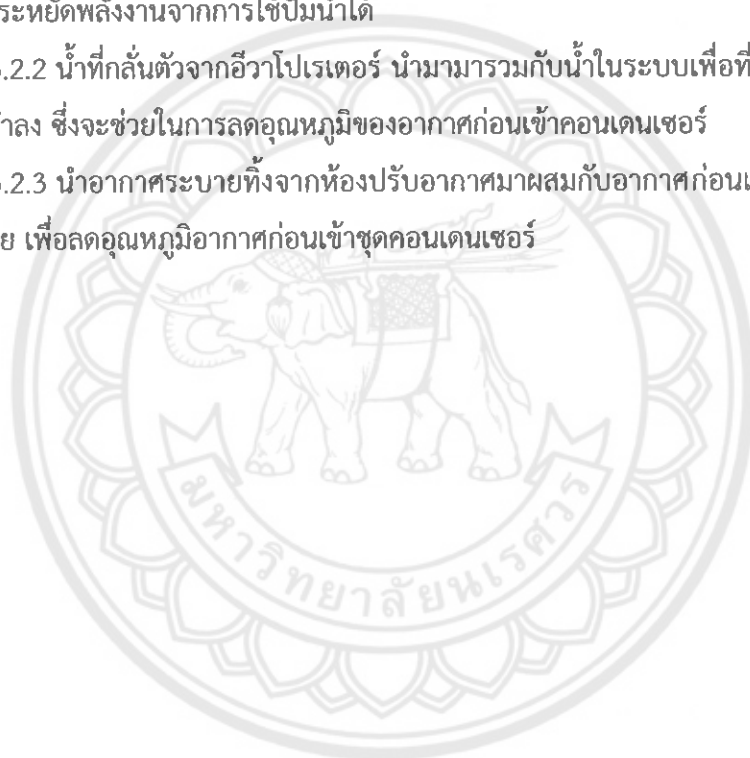 ระหยัดพลังงานจากการใช้ปั๊มน้ำได้
.2.2 น้ำที่กลั่นตัวจากอีวาโปเรเตอร์ นำมามารวมกับน้ำในระบบเพื่อที่
าลง ซึ่งจะช่วยในการลดอุณหภูมิของอากาศก่อนเข้าคอนเดนเซอร์
.2.3 นำอากาศระบายทิ้งจากห้องปรับอากาศมาผสมกับอากาศก่อนเ
ย เพื่อลดอุณหภูมิอากาศก่อนเข้าชุดคอนเดนเซอร์
มหาวิทยาลัยนเรศวร